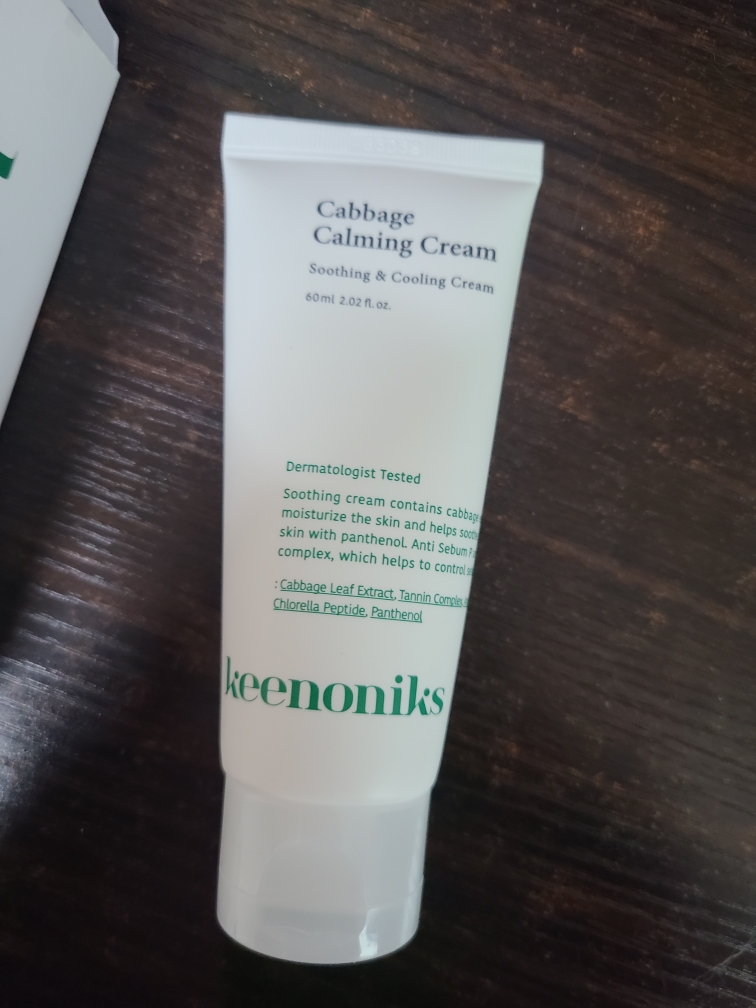 Cabbage
Calming Cream
Soothing & Cooling Cream
60ml 2.02 fl. oz.
Dermatologist Tested
Soothing cream contains cabbage
moisturize the skin and helps
skin with panthenol. Anti Sebum
complex, which helps to control
: Cabbage Leaf Extract, Tannin Complex,
Chlorella Peptide, Panthenol
keenoniks